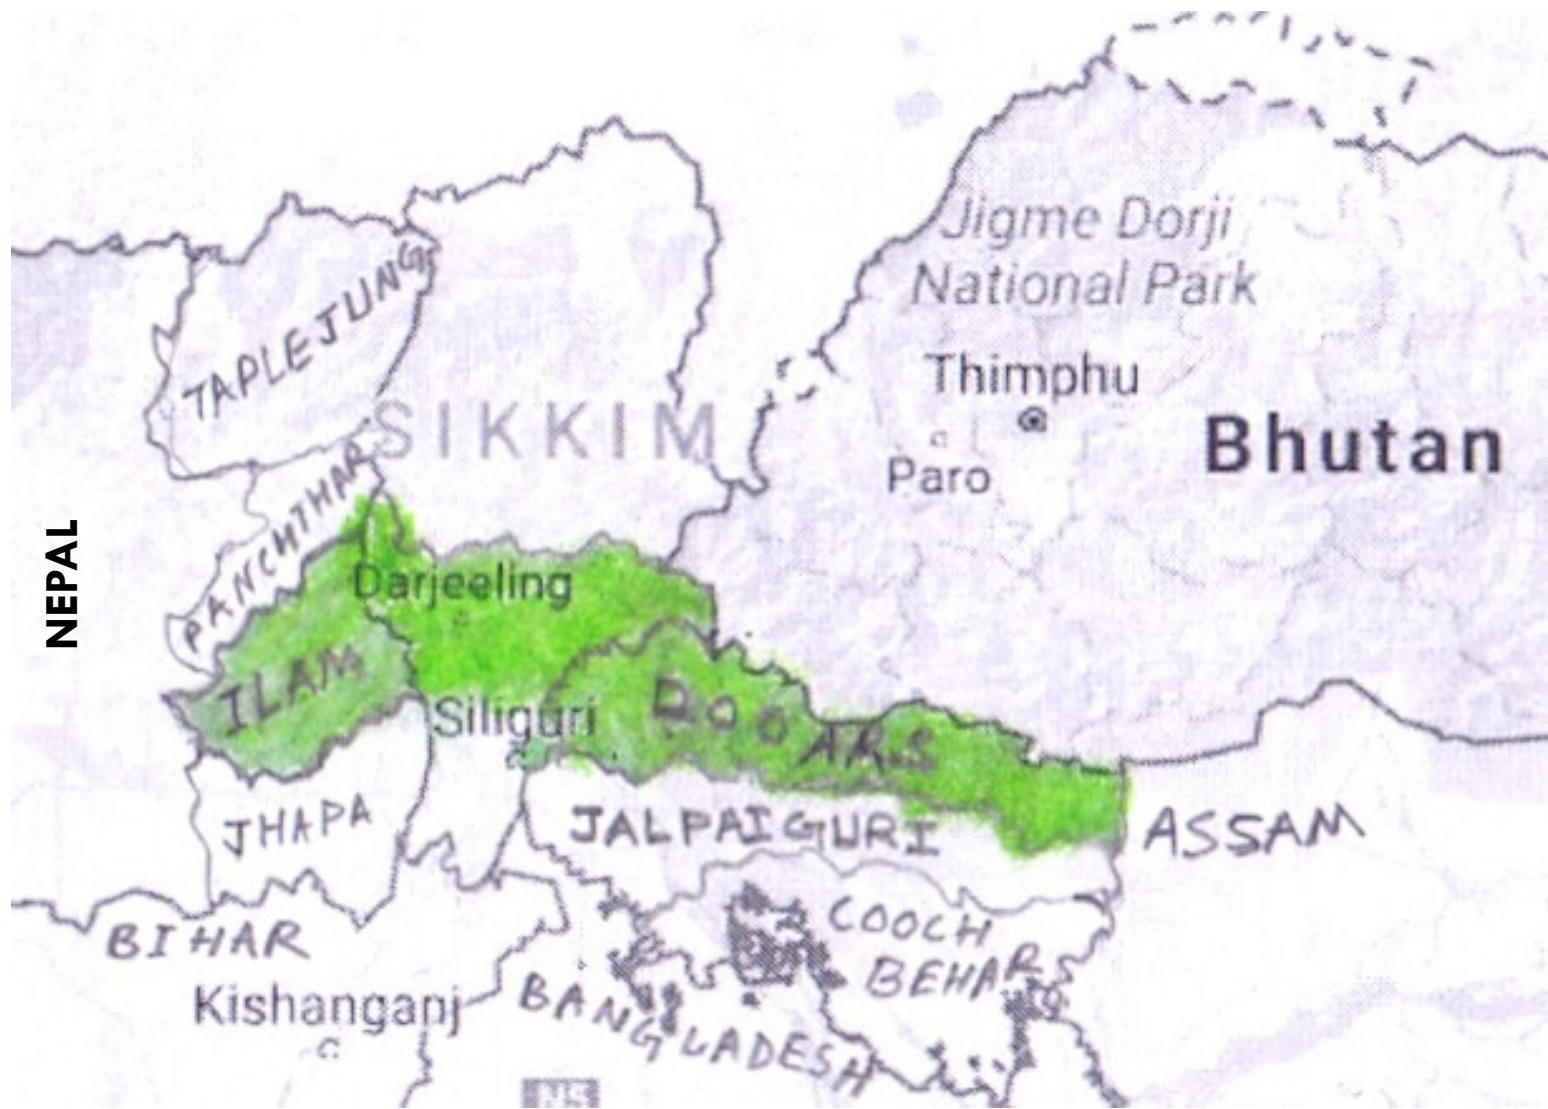 Jigme Dorji
National Park
TAPLEJUNG
Thimphu
SIKKIM
Bhutan
Paro
PANCHTHAR
NEPAL
Darjeeling
ILAM
Siliguri
DOOARS
JHAPA
JALPAIGURI
ASSAM
BIHAR
COOCH
BEHAR
Kishanganj
BANGLADESH